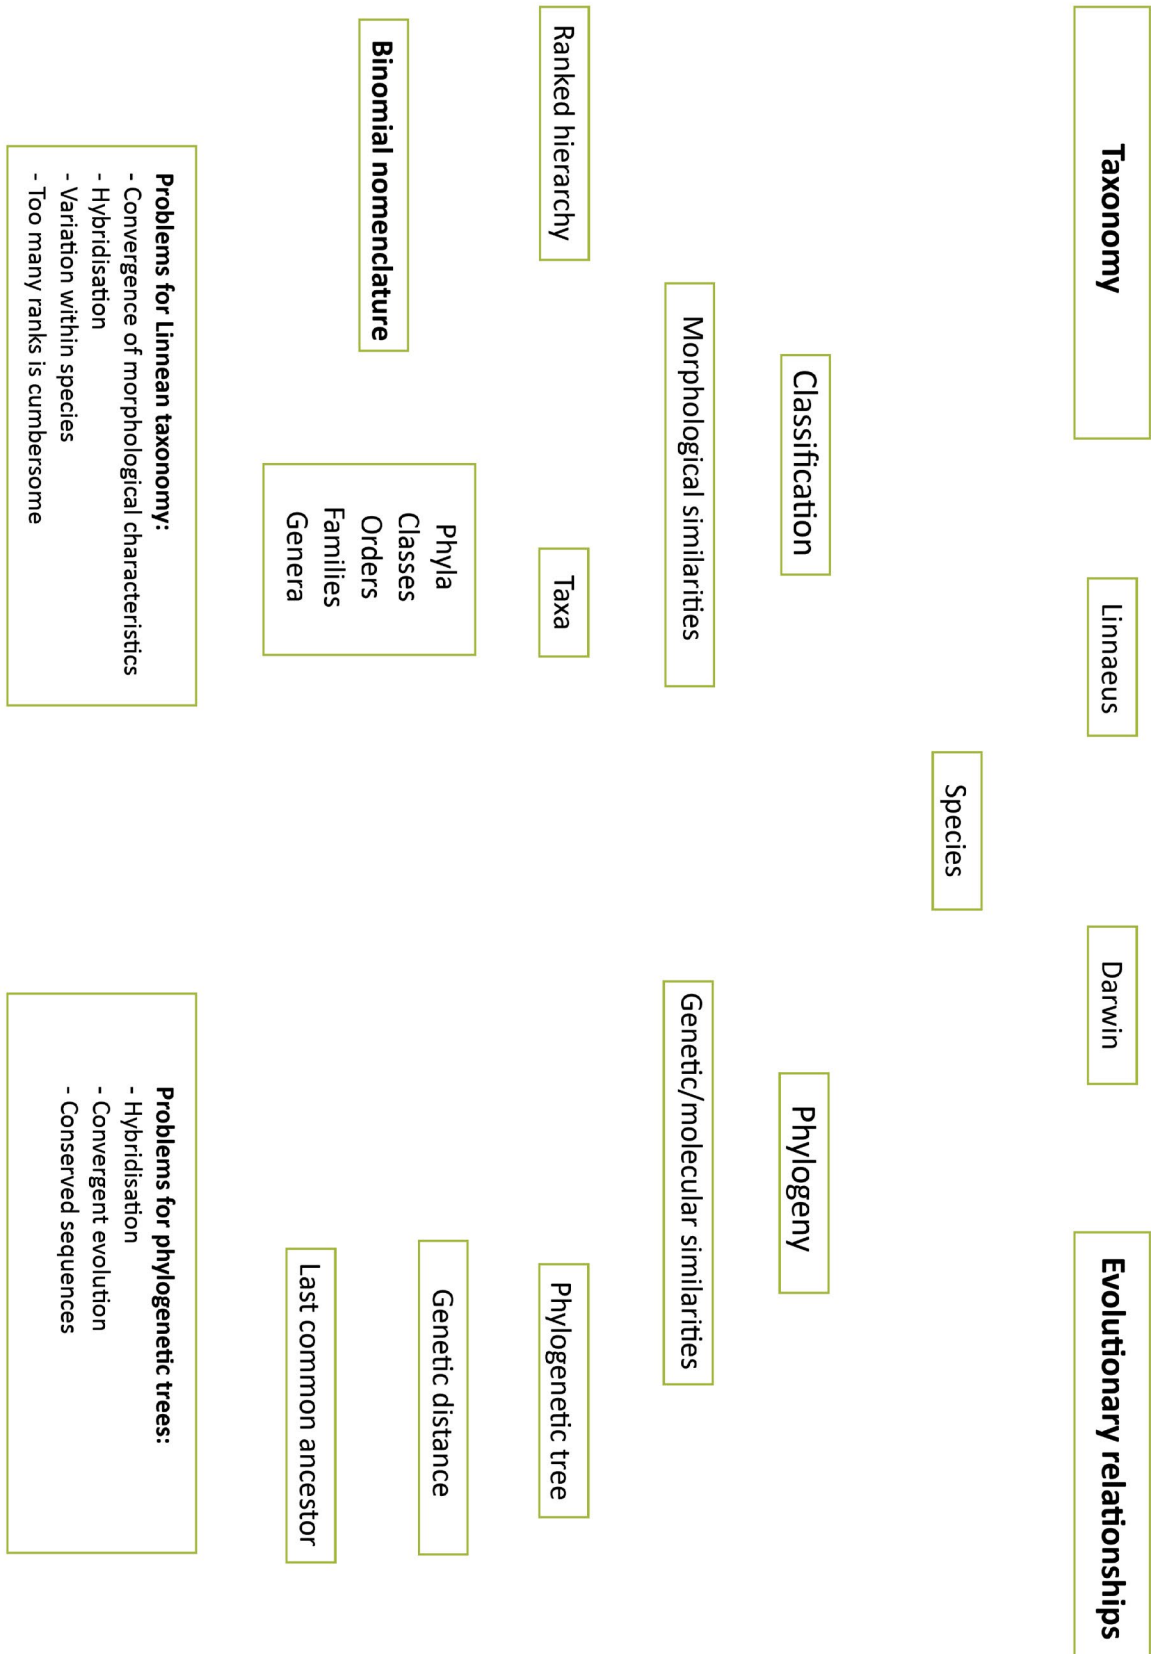 Taxonomy
Linnaeus
Darwin
Evolutionary relationships
Species
Classification
Phylogeny
Morphological similarities
Genetic/molecular similarities
Ranked hierarchy
Taxa
Phylogenetic tree
Binomial nomenclature
Phyla
Classes
Orders
Families
Genera
Genetic distance
Last common ancestor
Problems for Linnean taxonomy:
- Convergence of morphological characteristics
- Hybridisation
- Variation within species
- Too many ranks is cumbersome
Problems for phylogenetic trees:
- Hybridisation
- Convergent evolution
- Conserved sequences